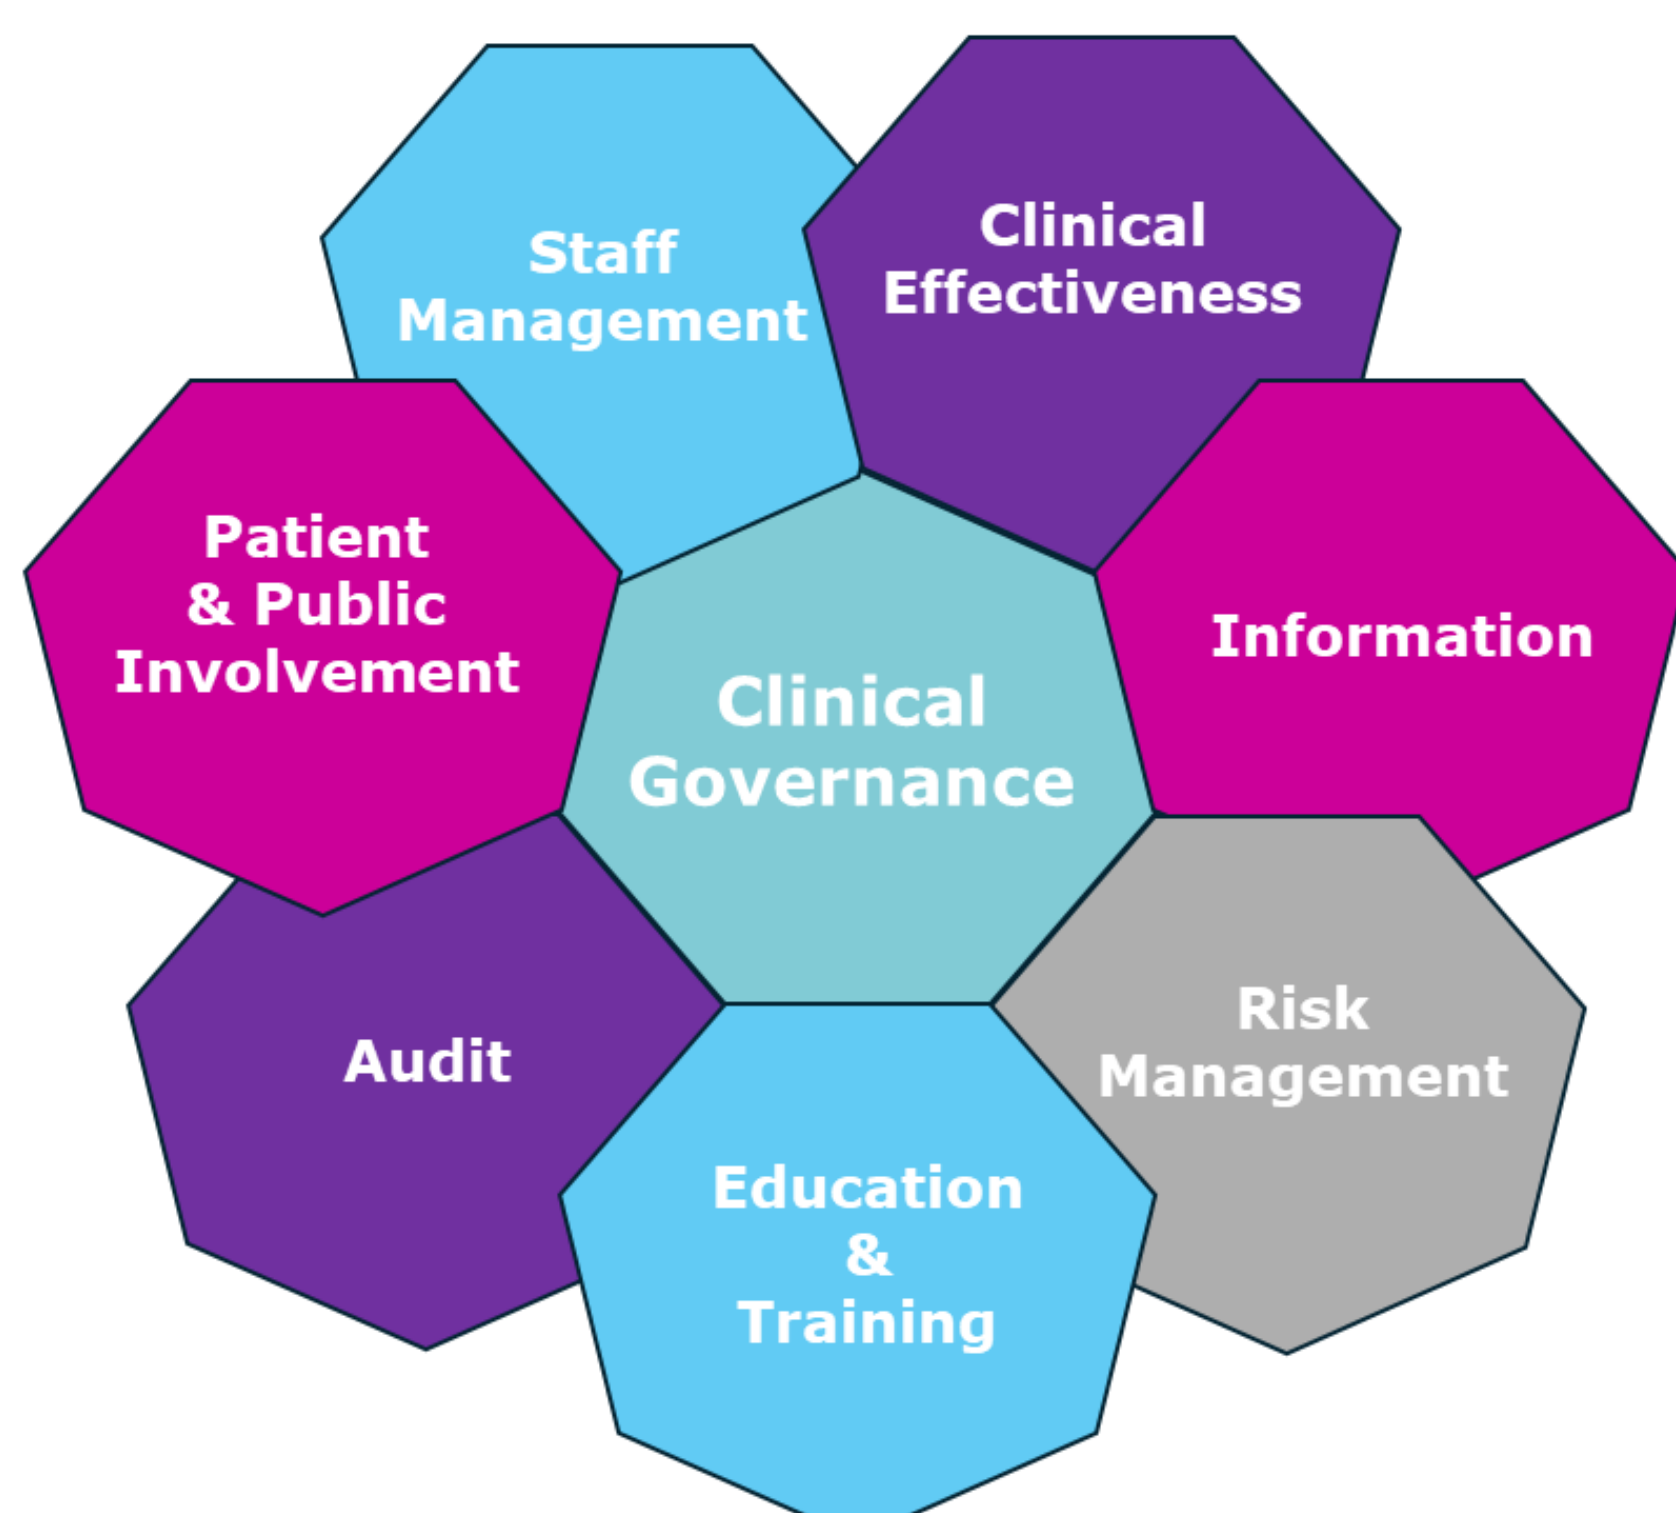 Staff
Management
Clinical
Effectiveness
Patient
& Public
Involvement
Information
Clinical
Governance
Audit
Risk
Management
Education
&
Training